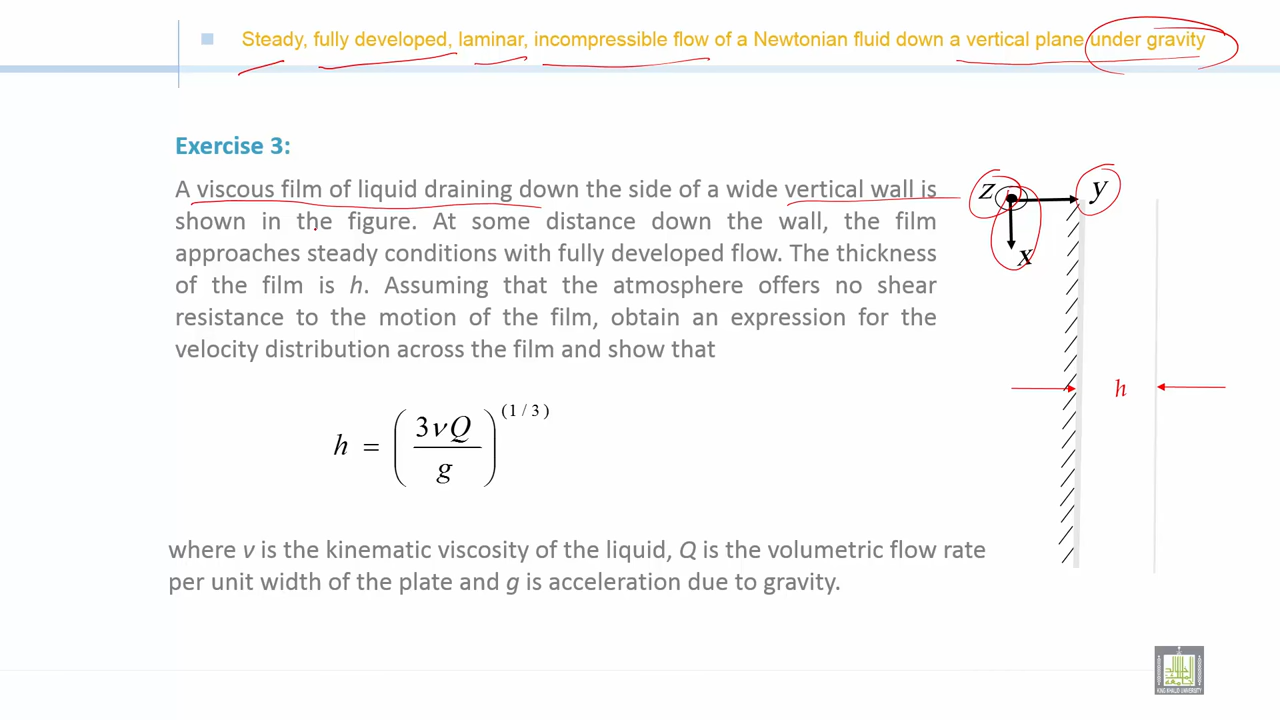 Steady, fully developed, laminar, incompressible flow of a Newtonian fluid down a vertical plane under gravity
Exercise 3:
A viscous film of liquid draining down the side of a wide vertical wall is
shown in the figure. At some distance down the wall, the film
approaches steady conditions with fully developed flow. The thickness
of the film is h. Assuming that the atmosphere offers no shear
resistance to the motion of the film, obtain an expression for the
velocity distribution across the film and show that
h = (3νQ/g)^(1/3)
where ν is the kinematic viscosity of the liquid, Q is the volumetric flow rate
per unit width of the plate and g is acceleration due to gravity.
z
y
x
h
KING KHALID UNIVERSITY